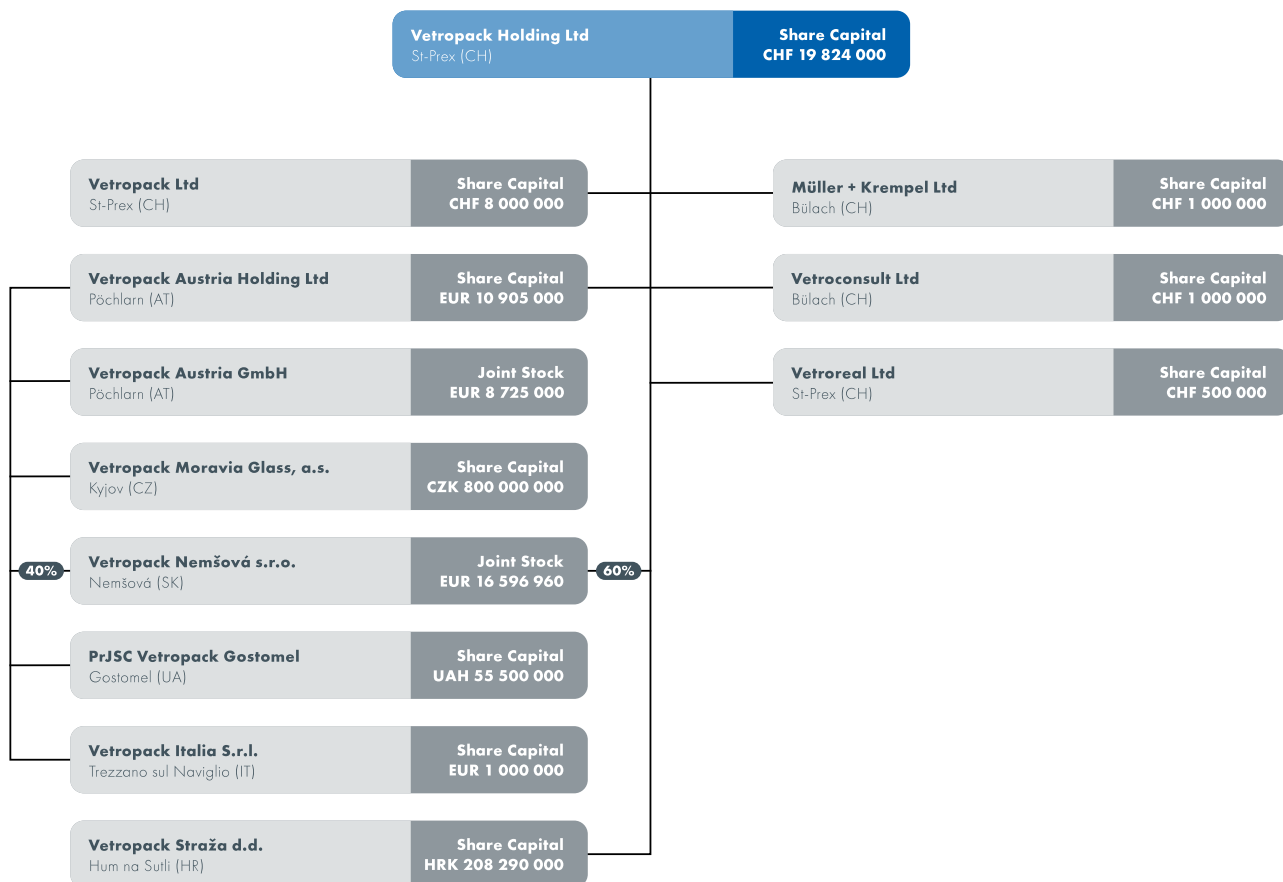 Vetropack Holding Ltd
St-Prex (CH)
Share Capital
CHF 19 824 000
Vetropack Ltd
St-Prex (CH)
Share Capital
CHF 8 000 000
Müller + Krempel Ltd
Bülach (CH)
Share Capital
CHF 1 000 000
Vetropack Austria Holding Ltd
Pöchlarn (AT)
Share Capital
EUR 10 905 000
Vetroconsult Ltd
Bülach (CH)
Share Capital
CHF 1 000 000
Vetropack Austria GmbH
Pöchlarn (AT)
Joint Stock
EUR 8 725 000
Vetroreal Ltd
St-Prex (CH)
Share Capital
CHF 500 000
Vetropack Moravia Glass, a.s.
Kyjov (CZ)
Share Capital
CZK 800 000 000
40%
Vetropack Nemšová s.r.o.
Nemšová (SK)
Joint Stock
EUR 16 596 960
60%
PrJSC Vetropack Gostomel
Gostomel (UA)
Share Capital
UAH 55 500 000
Vetropack Italia S.r.l.
Trezzano sul Naviglio (IT)
Share Capital
EUR 1 000 000
Vetropack Straža d.d.
Hum na Sutli (HR)
Share Capital
HRK 208 290 000